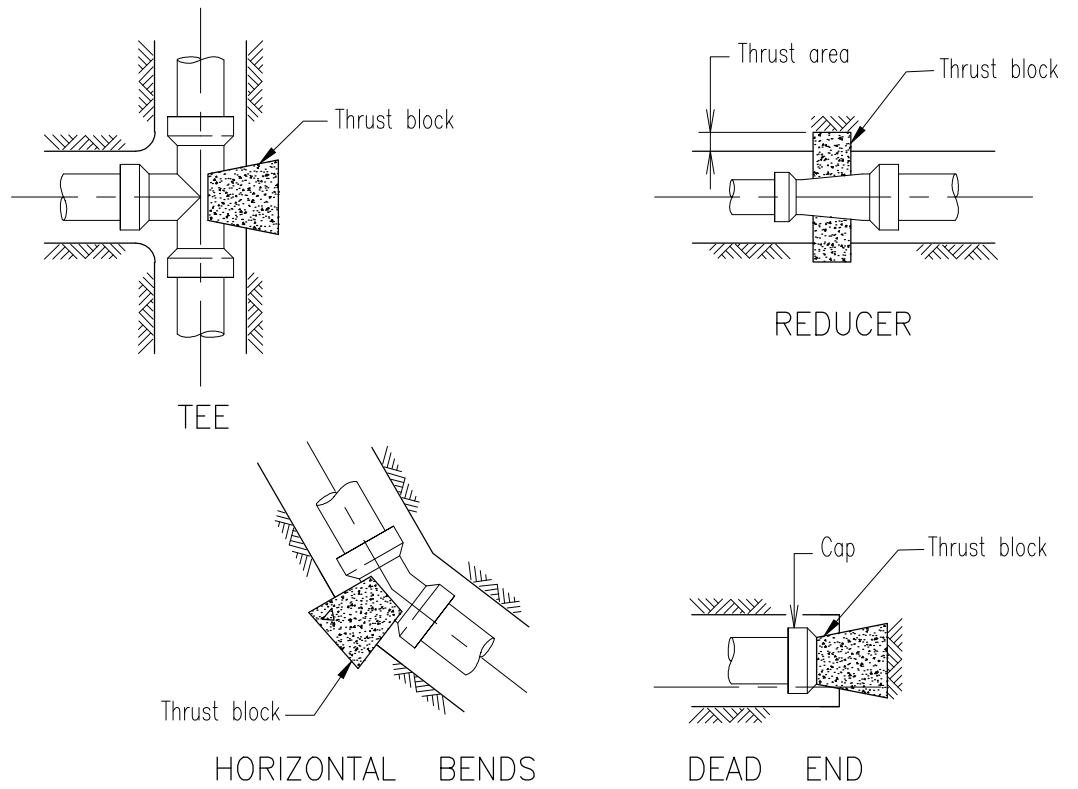 Thrust block
TEE
Thrust area
Thrust block
REDUCER
Thrust block
HORIZONTAL BENDS
Cap
Thrust block
DEAD END